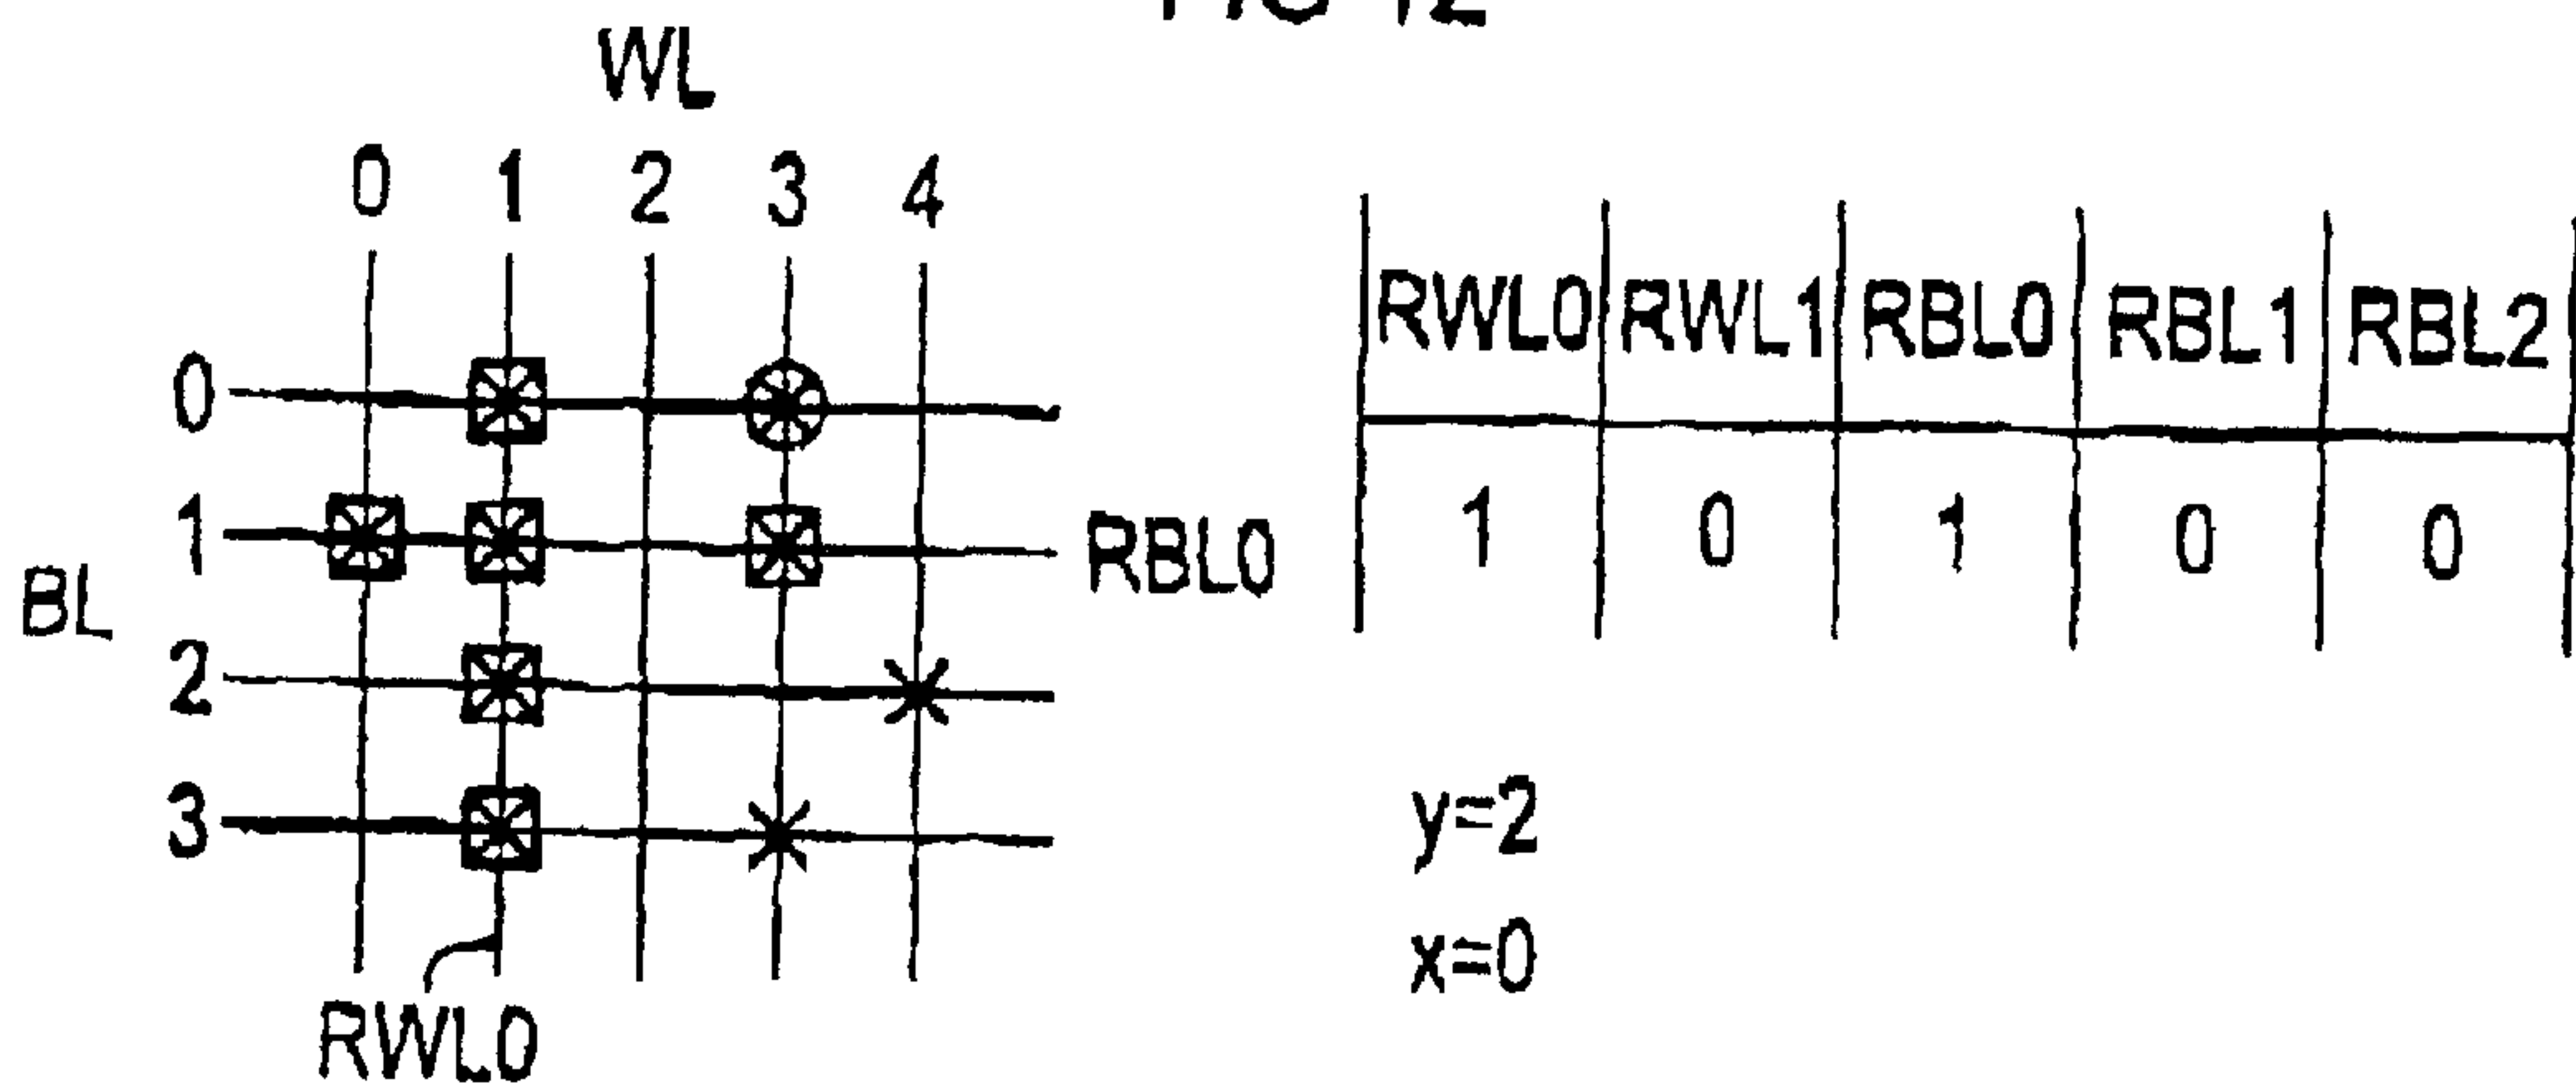 WL
0 1 2 3 4
RWL0 RWL1 RBL0 RBL1 RBL2
0
1
1 0 1 0 0
RBL0
BL
2
3
y=2
x=0
RWL0